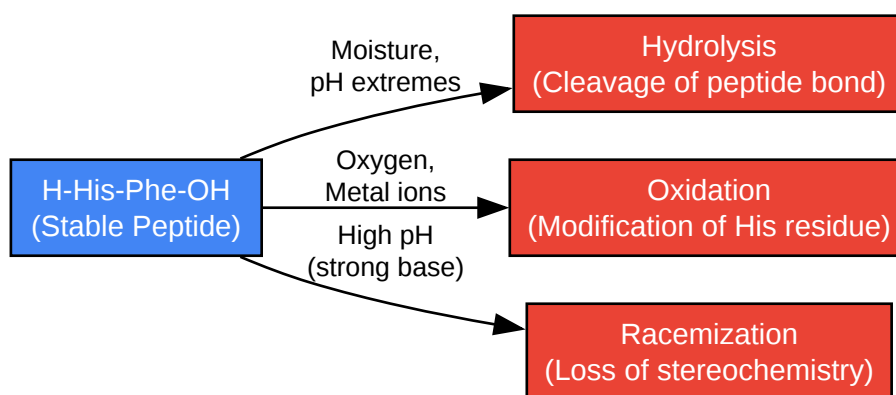 Moisture,
pH extremes
Hydrolysis
(Cleavage of peptide bond)
H-His-Phe-OH
(Stable Peptide)
Oxygen,
Metal ions
Oxidation
(Modification of His residue)
High pH
(strong base)
Racemization
(Loss of stereochemistry)